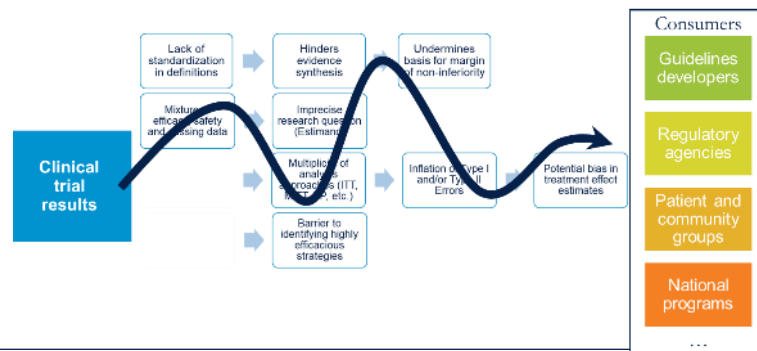 Consumers
Lack of
standardization
in definitions
Hinders
evidence synthesis
Undermines
basis for margin
of non-inferiority
Guidelines
developers
Mixture
efficacy safety
and missing data
Imprecise
research question
(Estimand
Regulatory
agencies
Clinical
trial
results
Multiplicity of
analysis
approaches (ITT,
etc.)
Inflation of Type I
and/or Type II
Errors
Potential bias in
treatment effect
estimates
Patient and
community
groups
Barrier to
identifying highly
efficacious
strategies
National
programs
...